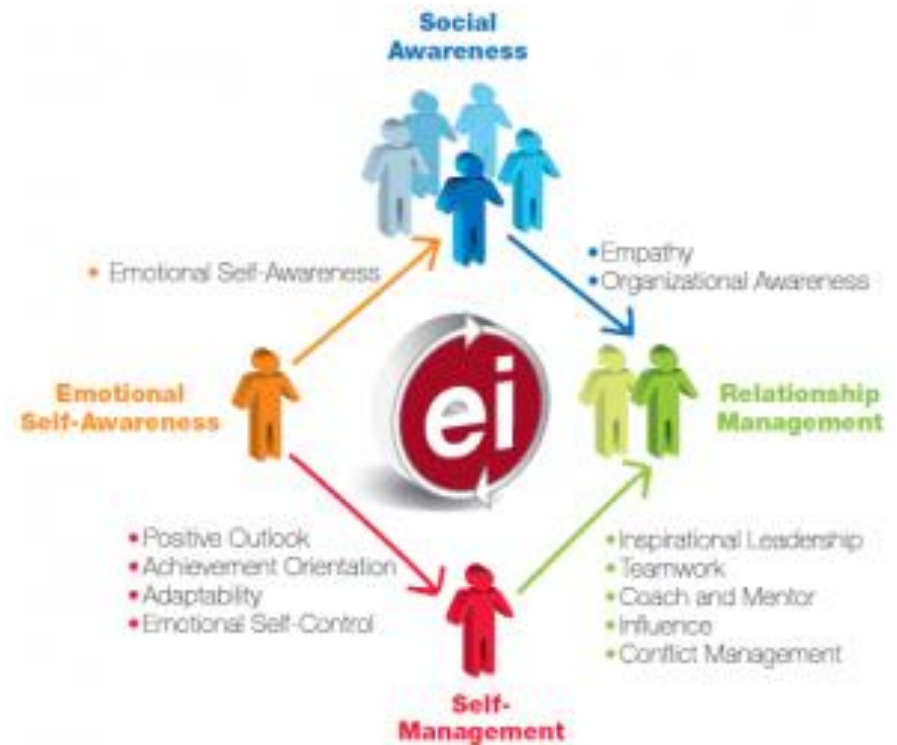 Social
Awareness
• Emotional Self-Awareness
•Empathy
•Organizational Awareness
Emotional
Self-Awareness
ei
Relationship
Management
•Positive Outlook
•Achievement Orientation
•Adaptability
•Emotional Self-Control
•Inspirational Leadership
•Teamwork
•Coach and Mentor
•Influence
•Conflict Management
Self-
Management